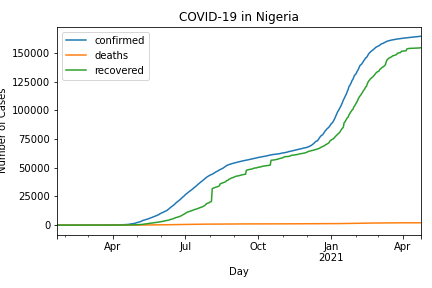 COVID-19 in Nigeria
confirmed
deaths
recovered
150000
125000
100000
75000
50000
25000
0
Number of Cases
Apr
Jul
Oct
Jan
2021
Apr
Day